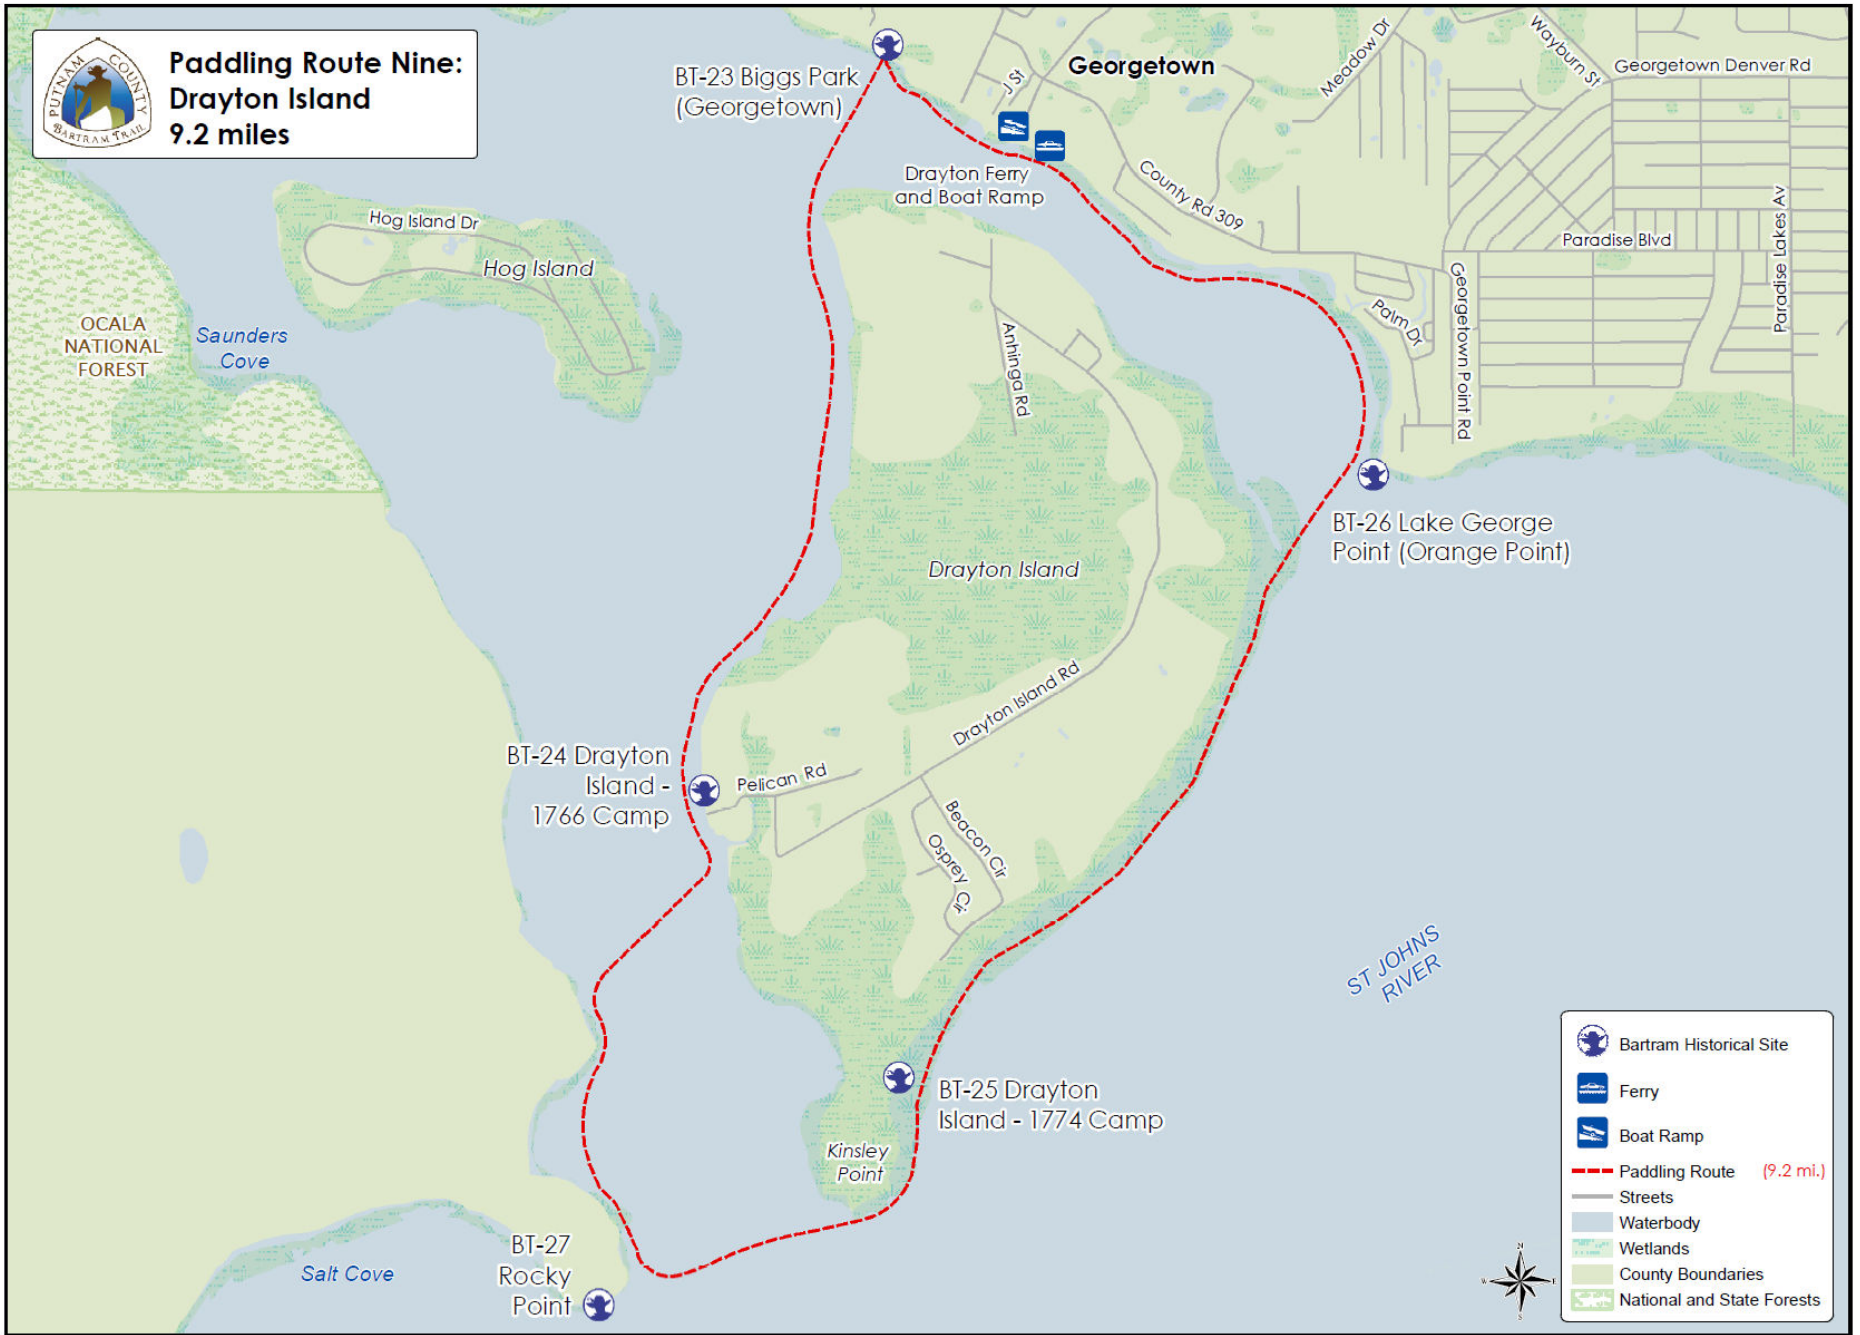 PUTNAM COUNTY
BARTRAM TRAIL
Paddling Route Nine:
Drayton Island
9.2 miles
BT-23 Biggs Park
(Georgetown)
J St
Georgetown
Meadow Dr
Wayburn St
Georgetown Denver Rd
Drayton Ferry
and Boat Ramp
County Rd 309
Paradise Blvd
Paradise Lakes Av
Hog Island Dr
Hog Island
OCALA
NATIONAL
FOREST
Saunders
Cove
Anhinga Rd
Palm Dr
Georgetown Point Rd
BT-26 Lake George
Point (Orange Point)
Drayton Island
Drayton Island Rd
BT-24 Drayton
Island -
1766 Camp
Pelican Rd
Beacon Cir
Osprey Cir
ST JOHNS
RIVER
BT-25 Drayton
Island - 1774 Camp
Kinsley
Point
Salt Cove
BT-27
Rocky
Point
N
W
E
S
Bartram Historical Site
Ferry
Boat Ramp
Paddling Route (9.2 mi.)
Streets
Waterbody
Wetlands
County Boundaries
National and State Forests